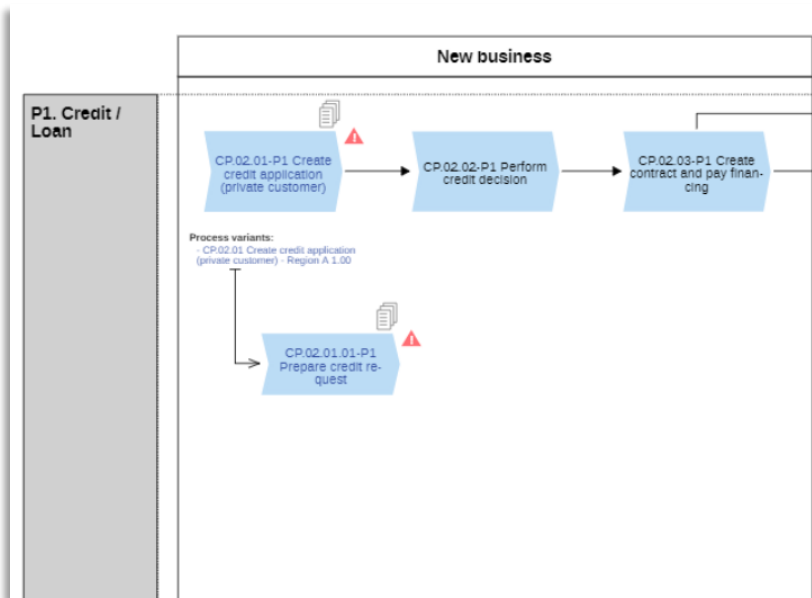 New business
P1. Credit /
Loan
CP.02.01-P1 Create
credit application
(private customer)
CP.02.02-P1 Perform
credit decision
CP.02.03-P1 Create
contract and pay finan-
cing
Process variants:
- CP.02.01 Create credit application
(private customer) - Region A 1.00
CP.02.01.01-P1
Prepare credit re-
quest